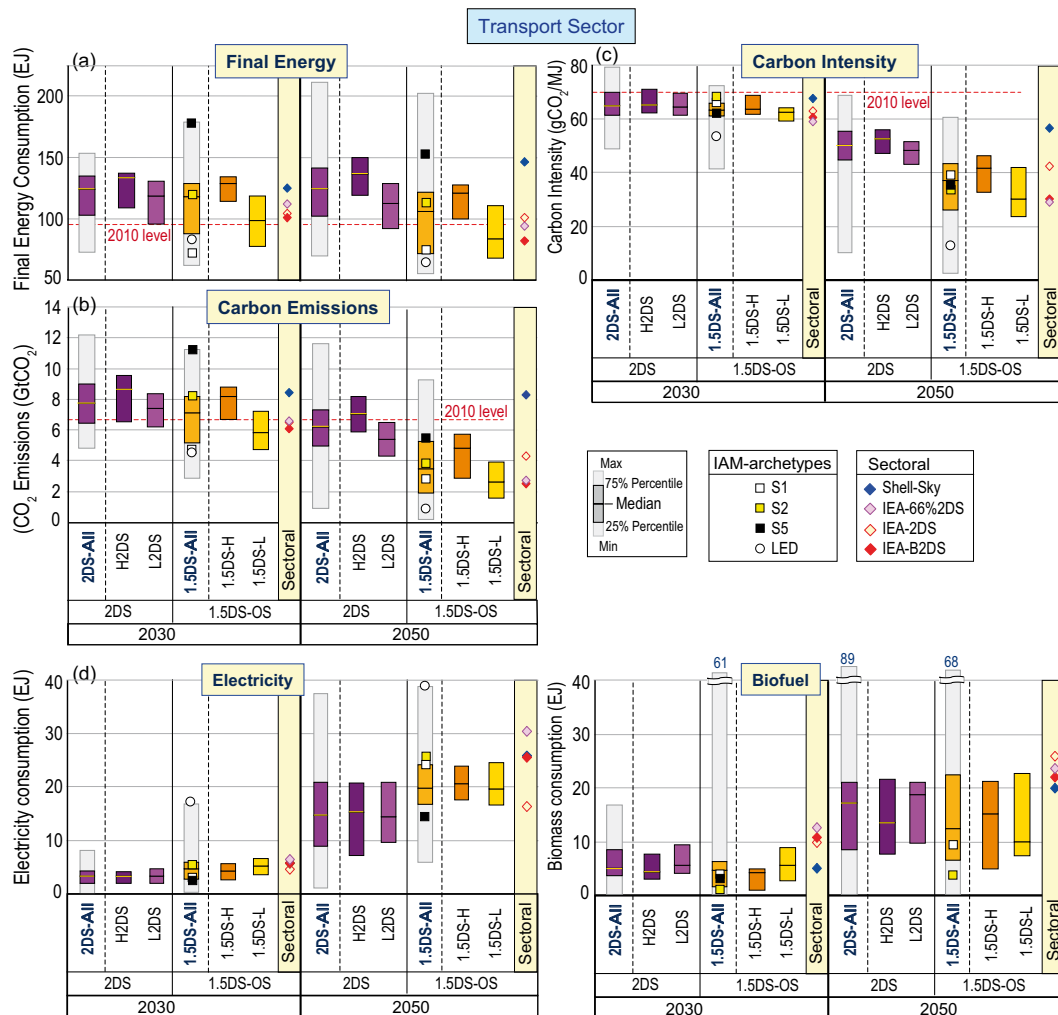 Transport Sector
(a)
Final Energy
Final Energy Consumption (EJ)
200
150
100
50
2010 level
(b)
Carbon Emissions
(CO₂ Emissions (GtCO₂)
14
12
10
8
6
4
2
0
2010 level
2DS-All
H2DS
L2DS
1.5DS-All
1.5DS-H
1.5DS-L
Sectoral
2DS-All
H2DS
L2DS
1.5DS-All
1.5DS-H
1.5DS-L
Sectoral
2DS
1.5DS-OS
2DS
1.5DS-OS
2030
2050
(c)
Carbon Intensity
Carbon Intensity (gCO₂/MJ)
80
60
40
20
0
2010 level
2DS-All
H2DS
L2DS
1.5DS-All
1.5DS-H
1.5DS-L
Sectoral
2DS-All
H2DS
L2DS
1.5DS-All
1.5DS-H
1.5DS-L
Sectoral
2DS
1.5DS-OS
2DS
1.5DS-OS
2030
2050
Max
75% Percentile
Median
25% Percentile
Min
IAM-archetypes
S1
S2
S5
LED
Sectoral
Shell-Sky
IEA-66%2DS
IEA-2DS
IEA-B2DS
(d)
Electricity
Electricity consumption (EJ)
40
30
20
10
0
2DS-All
H2DS
L2DS
1.5DS-All
1.5DS-H
1.5DS-L
Sectoral
2DS-All
H2DS
L2DS
1.5DS-All
1.5DS-H
1.5DS-L
Sectoral
2DS
1.5DS-OS
2DS
1.5DS-OS
2030
2050
Biofuel
Biomass consumption (EJ)
61
89
68
40
30
20
10
0
2DS-All
H2DS
L2DS
1.5DS-All
1.5DS-H
1.5DS-L
Sectoral
2DS-All
H2DS
L2DS
1.5DS-All
1.5DS-H
1.5DS-L
Sectoral
2DS
1.5DS-OS
2DS
1.5DS-OS
2030
2050